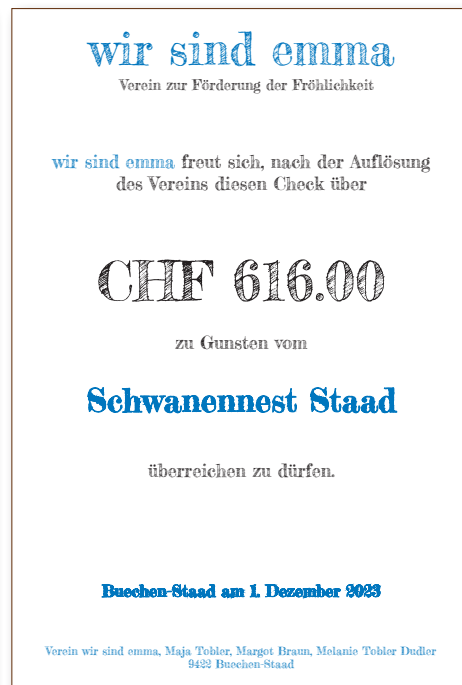 wir sind emma
Verein zur Förderung der Fröhlichkeit
wir sind emma freut sich, nach der Auflösung
des Vereins diesen Check über
CHF 616.00
zu Gunsten vom
Schwanennest Staad
überreichen zu dürfen.
Buechen-Staad am 1. Dezember 2023
Verein wir sind emma, Maja Tobler, Margot Braun, Melanie Tobler Dudler
9422 Buechen-Staad